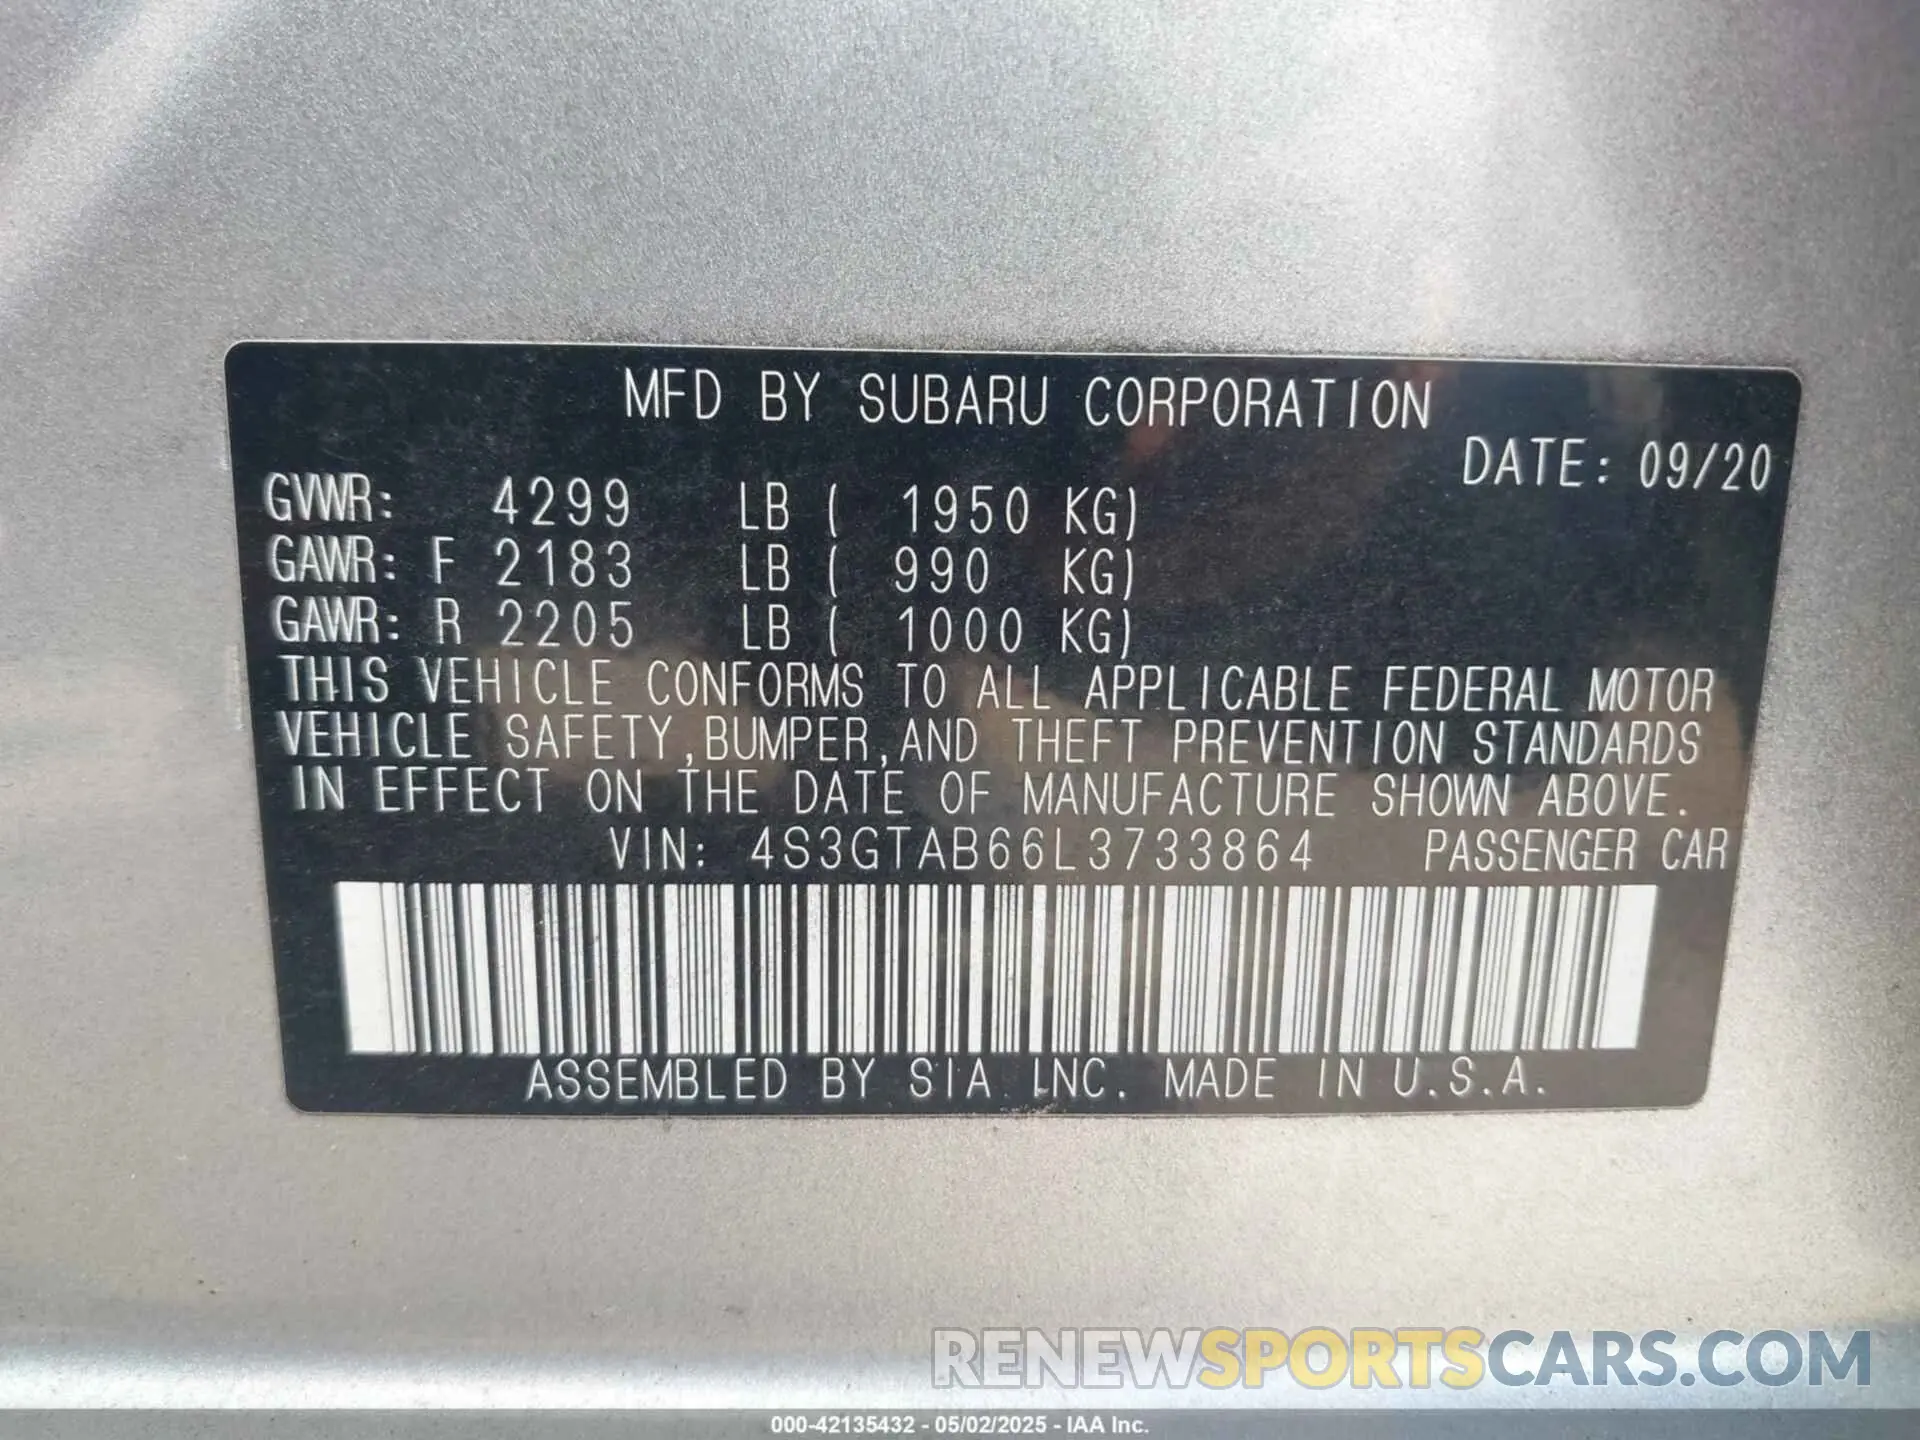 MFD BY SUBARU CORPORATION
DATE: 09/20
GVWR: 4299 LB ( 1950 KG)
GAWR: F 2183 LB ( 990 KG)
GAWR: R 2205 LB ( 1000 KG)
THIS VEHICLE CONFORMS TO ALL APPLICABLE FEDERAL MOTOR
VEHICLE SAFETY,BUMPER,AND THEFT PREVENTION STANDARDS
IN EFFECT ON THE DATE OF MANUFACTURE SHOWN ABOVE.
VIN: 4S3GTAB66L3733864 PASSENGER CAR
ASSEMBLED BY SIA INC. MADE IN U.S.A.
RENEWSPORTSCARS.COM
000-42135432 - 05/02/2025 - IAA Inc.